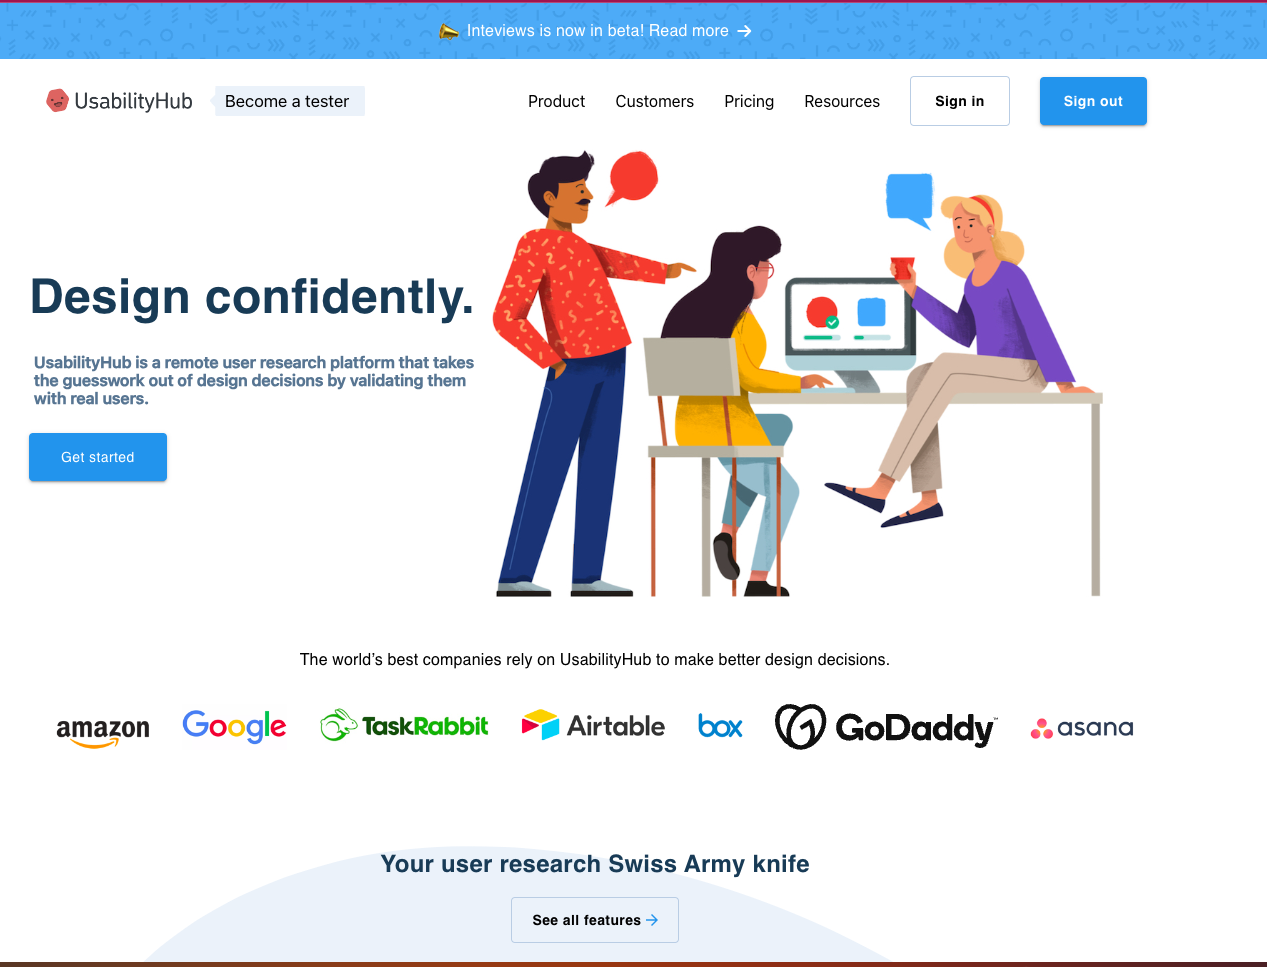 Inteviews is now in beta! Read more →
UsabilityHub
Become a tester
Product
Customers
Pricing
Resources
Sign in
Sign out
Design confidently.
UsabilityHub is a remote user research platform that takes
the guesswork out of design decisions by validating them
with real users.
Get started
The world’s best companies rely on UsabilityHub to make better design decisions.
amazon
Google
TaskRabbit
Airtable
box
GoDaddy™
asana
Your user research Swiss Army knife
See all features →